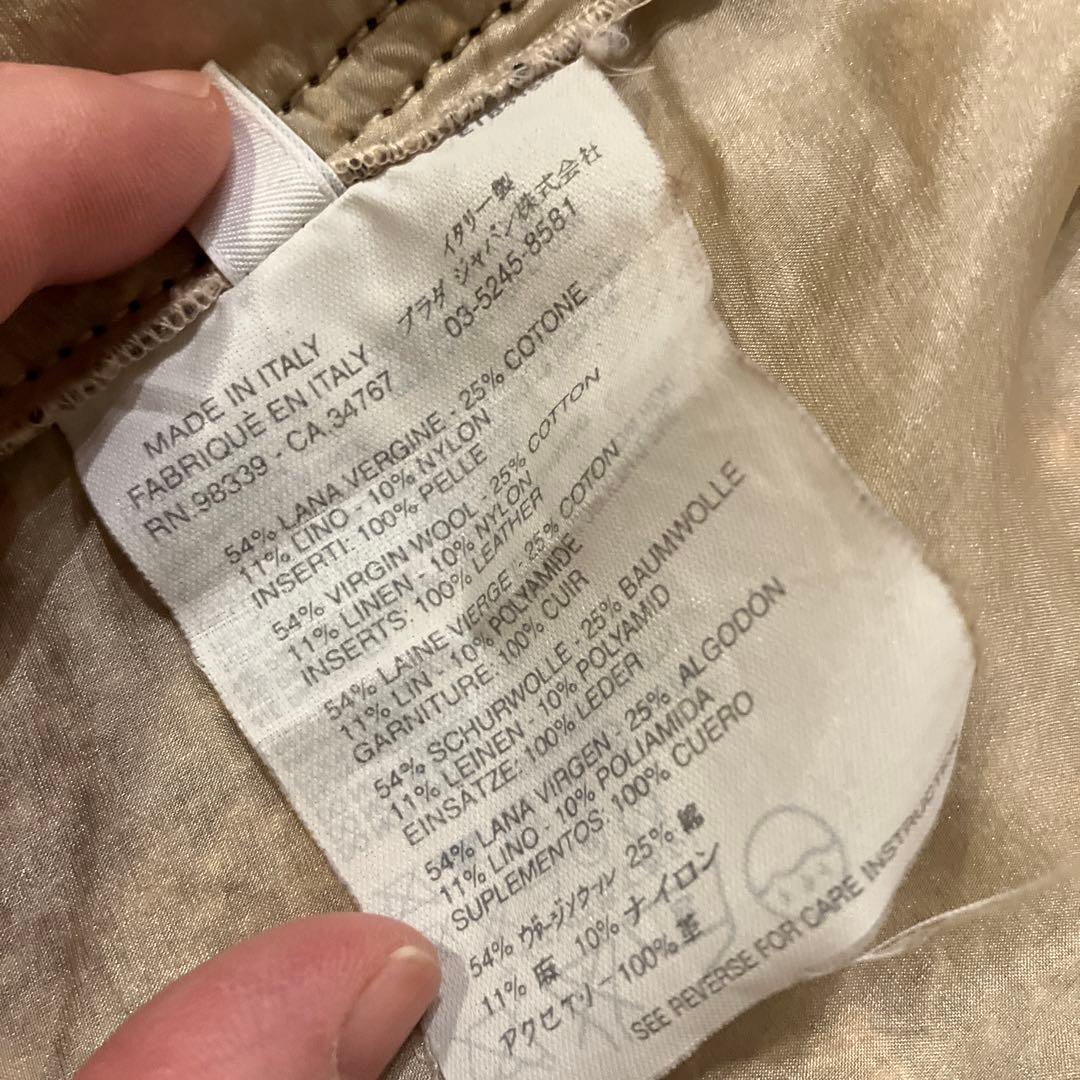 イタリー製
プラダ ジャパン株式会社
03-5245-8581
MADE IN ITALY
FABRIQUÉ EN ITALY
RN.98339 - CA.34767
54% LANA VERGINE - 25% COTONE
11% LINO - 10% NYLON
INSERTI: 100% PELLE
54% VIRGIN WOOL - 25% COTTON
11% LINEN - 10% NYLON
INSERTS: 100% LEATHER
54% LAINE VIERGE - 25% COTON
11% LIN - 10% POLYAMIDE
GARNITURE: 100% CUIR
54% SCHURWOLLE - 25% BAUMWOLLE
11% LEINEN - 10% POLYAMID
EINSATZE: 100% LEDER
54% LANA VIRGEN - 25% ALGODÓN
11% LINO - 10% POLIAMIDA
SUPLEMENTOS: 100% CUERO
54% ヴァージンウール 25% 綿
11% 麻 10% ナイロン
アクセサリー 100% 革
SEE REVERSE FOR CARE INSTRUCT